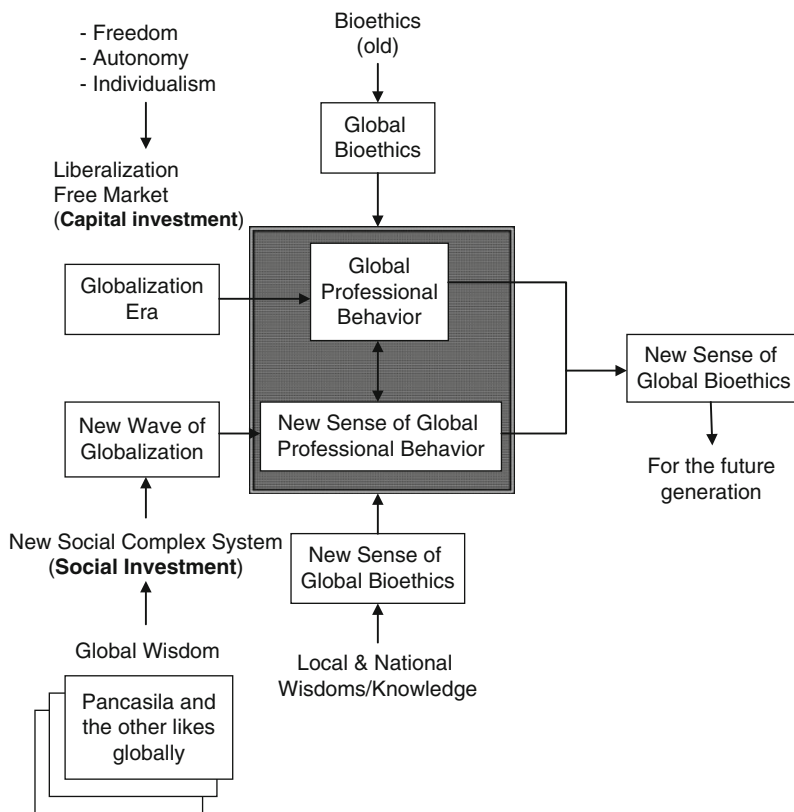 - Freedom
- Autonomy
- Individualism
Liberalization
Free Market
(Capital investment)
Bioethics
(old)
Global
Bioethics
Globalization
Era
Global
Professional
Behavior
New Wave of
Globalization
New Sense of Global
Professional Behavior
New Sense of
Global Bioethics
For the future
generation
New Social Complex System
(Social Investment)
New Sense of
Global Bioethics
Global Wisdom
Local & National
Wisdoms/Knowledge
Pancasila and
the other likes
globally